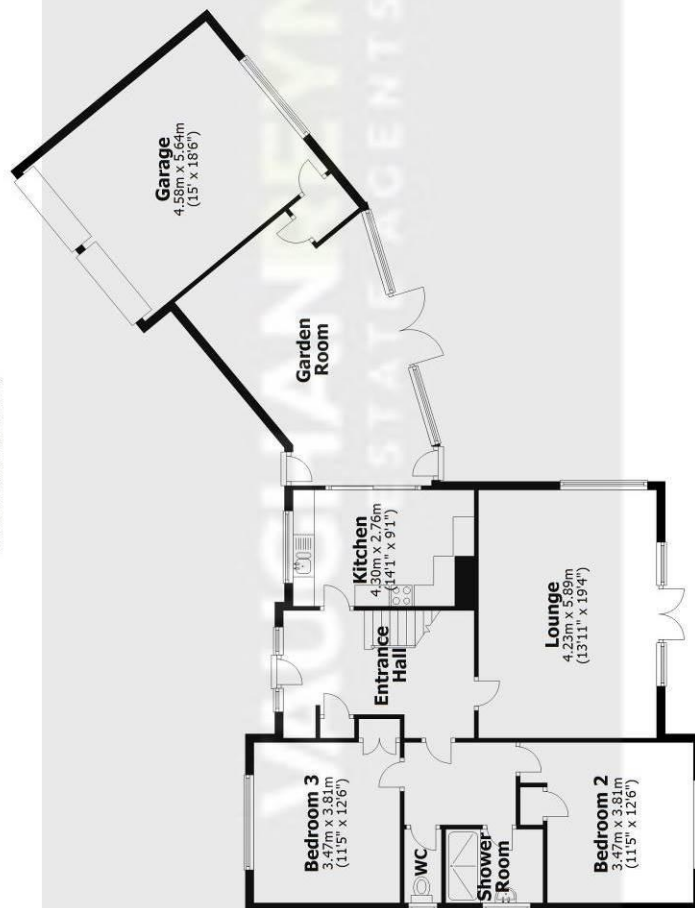 Garage
4.58m x 5.64m
(15' x 18'6")
Garden
Room
Kitchen
4.30m x 2.76m
(14'1" x 9'1")
Entrance
Hall
Lounge
4.23m x 5.89m
(13'11" x 19'4")
Bedroom 3
3.47m x 3.81m
(11'5" x 12'6")
WC
Shower
Room
Bedroom 2
3.47m x 3.81m
(11'5" x 12'6")
ESTATE AGENTS